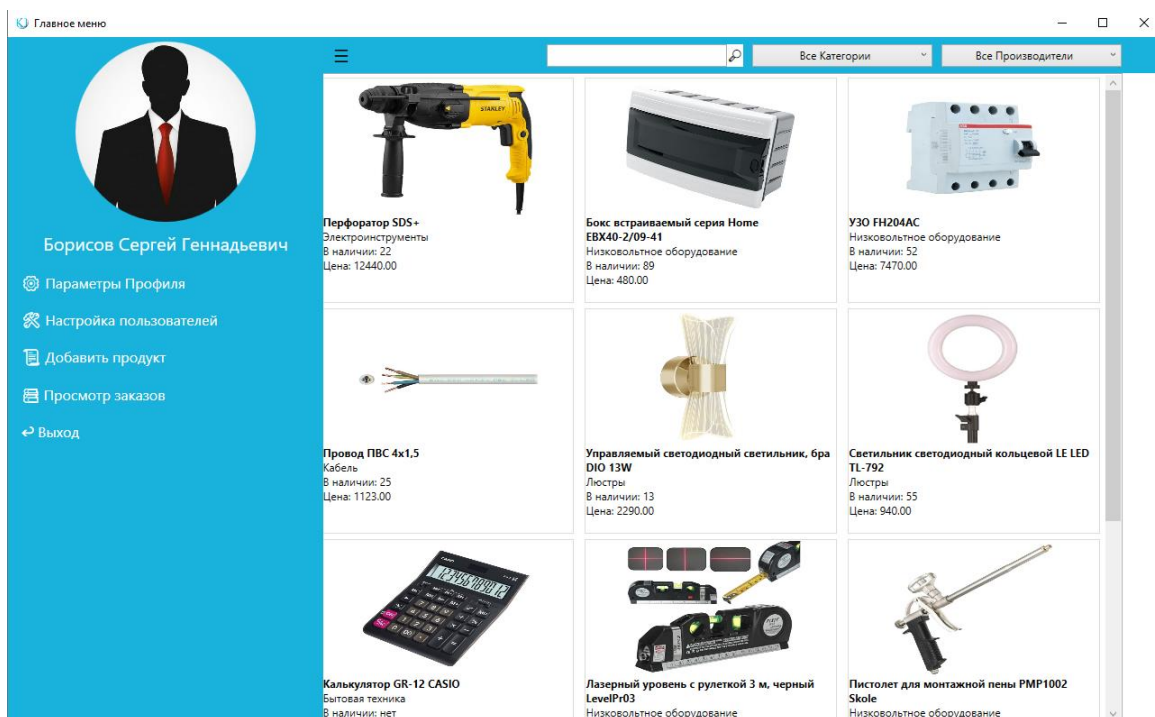 Главное меню
Борисов Сергей Геннадьевич
Параметры Профиля
Настройка пользователей
Добавить продукт
Просмотр заказов
Выход
Все Категории
Все Производители
STANLEY
Перфоратор SDS+
Электроинструменты
В наличии: 22
Цена: 12440.00
Бокс встраиваемый серия Home
EBX40-2/09-41
Низковольтное оборудование
В наличии: 89
Цена: 480.00
УЗО FH204AC
Низковольтное оборудование
В наличии: 52
Цена: 7470.00
Провод ПВС 4x1,5
Кабель
В наличии: 25
Цена: 1123.00
Управляемый светодиодный светильник, бра
DIO 13W
Люстры
В наличии: 13
Цена: 2290.00
Светильник светодиодный кольцевой LE LED
TL-792
Люстры
В наличии: 55
Цена: 940.00
CASIO
123456789012
Калькулятор GR-12 CASIO
Бытовая техника
В наличии: нет
Лазерный уровень с рулеткой 3 м, черный
LevelPr03
Низковольтное оборудование
Пистолет для монтажной пены PMP1002
Skole
Низковольтное оборудование